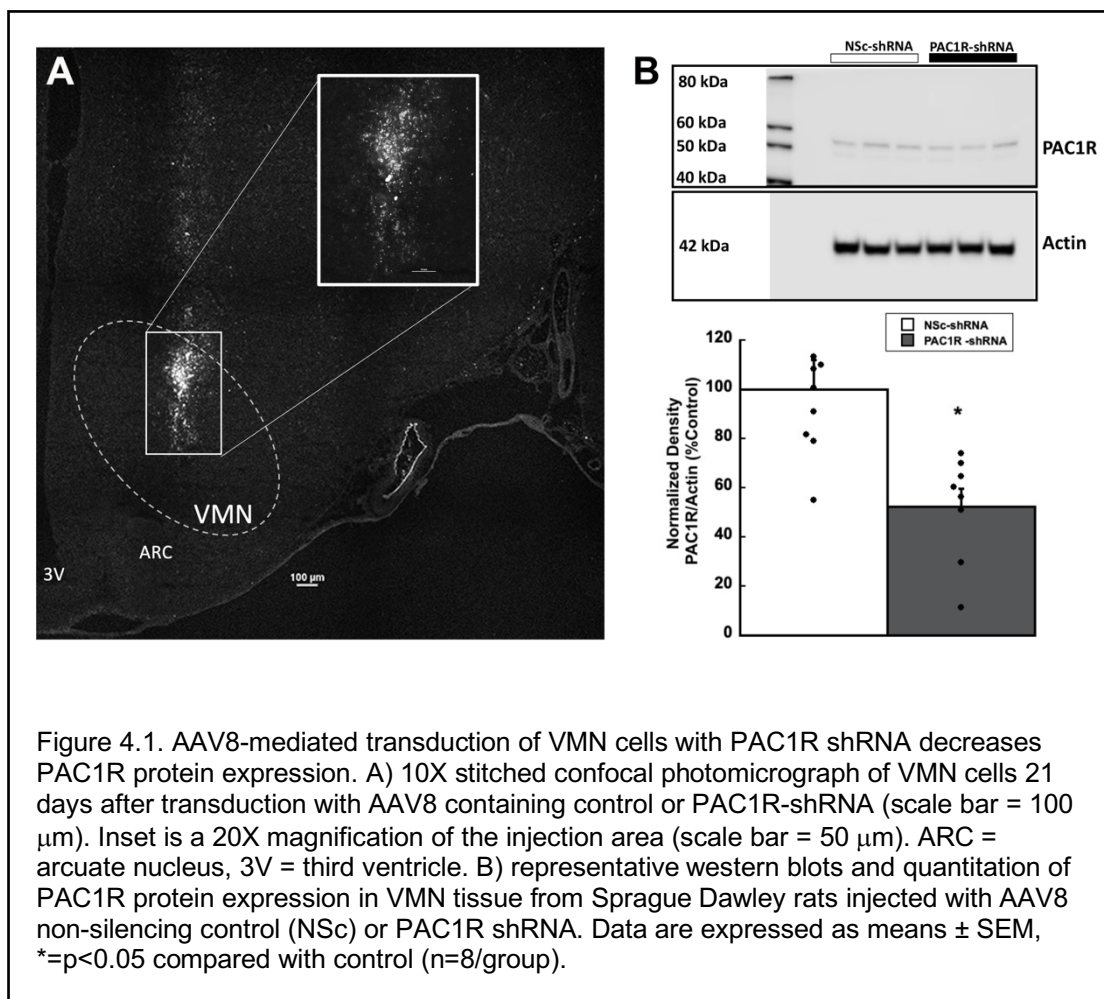 A
VMN
ARC
3V
100 µm
B
NSc-shRNA PAC1R-shRNA
80 kDa
60 kDa
50 kDa
40 kDa
PAC1R
42 kDa
Actin
NSc-shRNA
PAC1R -shRNA
Normalized Density
PAC1R/Actin (%Control)
120
100
80
60
40
20
0
*
Figure 4.1. AAV8-mediated transduction of VMN cells with PAC1R shRNA decreases
PAC1R protein expression. A) 10X stitched confocal photomicrograph of VMN cells 21
days after transduction with AAV8 containing control or PAC1R-shRNA (scale bar = 100
μm). Inset is a 20X magnification of the injection area (scale bar = 50 μm). ARC =
arcuate nucleus, 3V = third ventricle. B) representative western blots and quantitation of
PAC1R protein expression in VMN tissue from Sprague Dawley rats injected with AAV8
non-silencing control (NSc) or PAC1R shRNA. Data are expressed as means ± SEM,
*=p<0.05 compared with control (n=8/group).